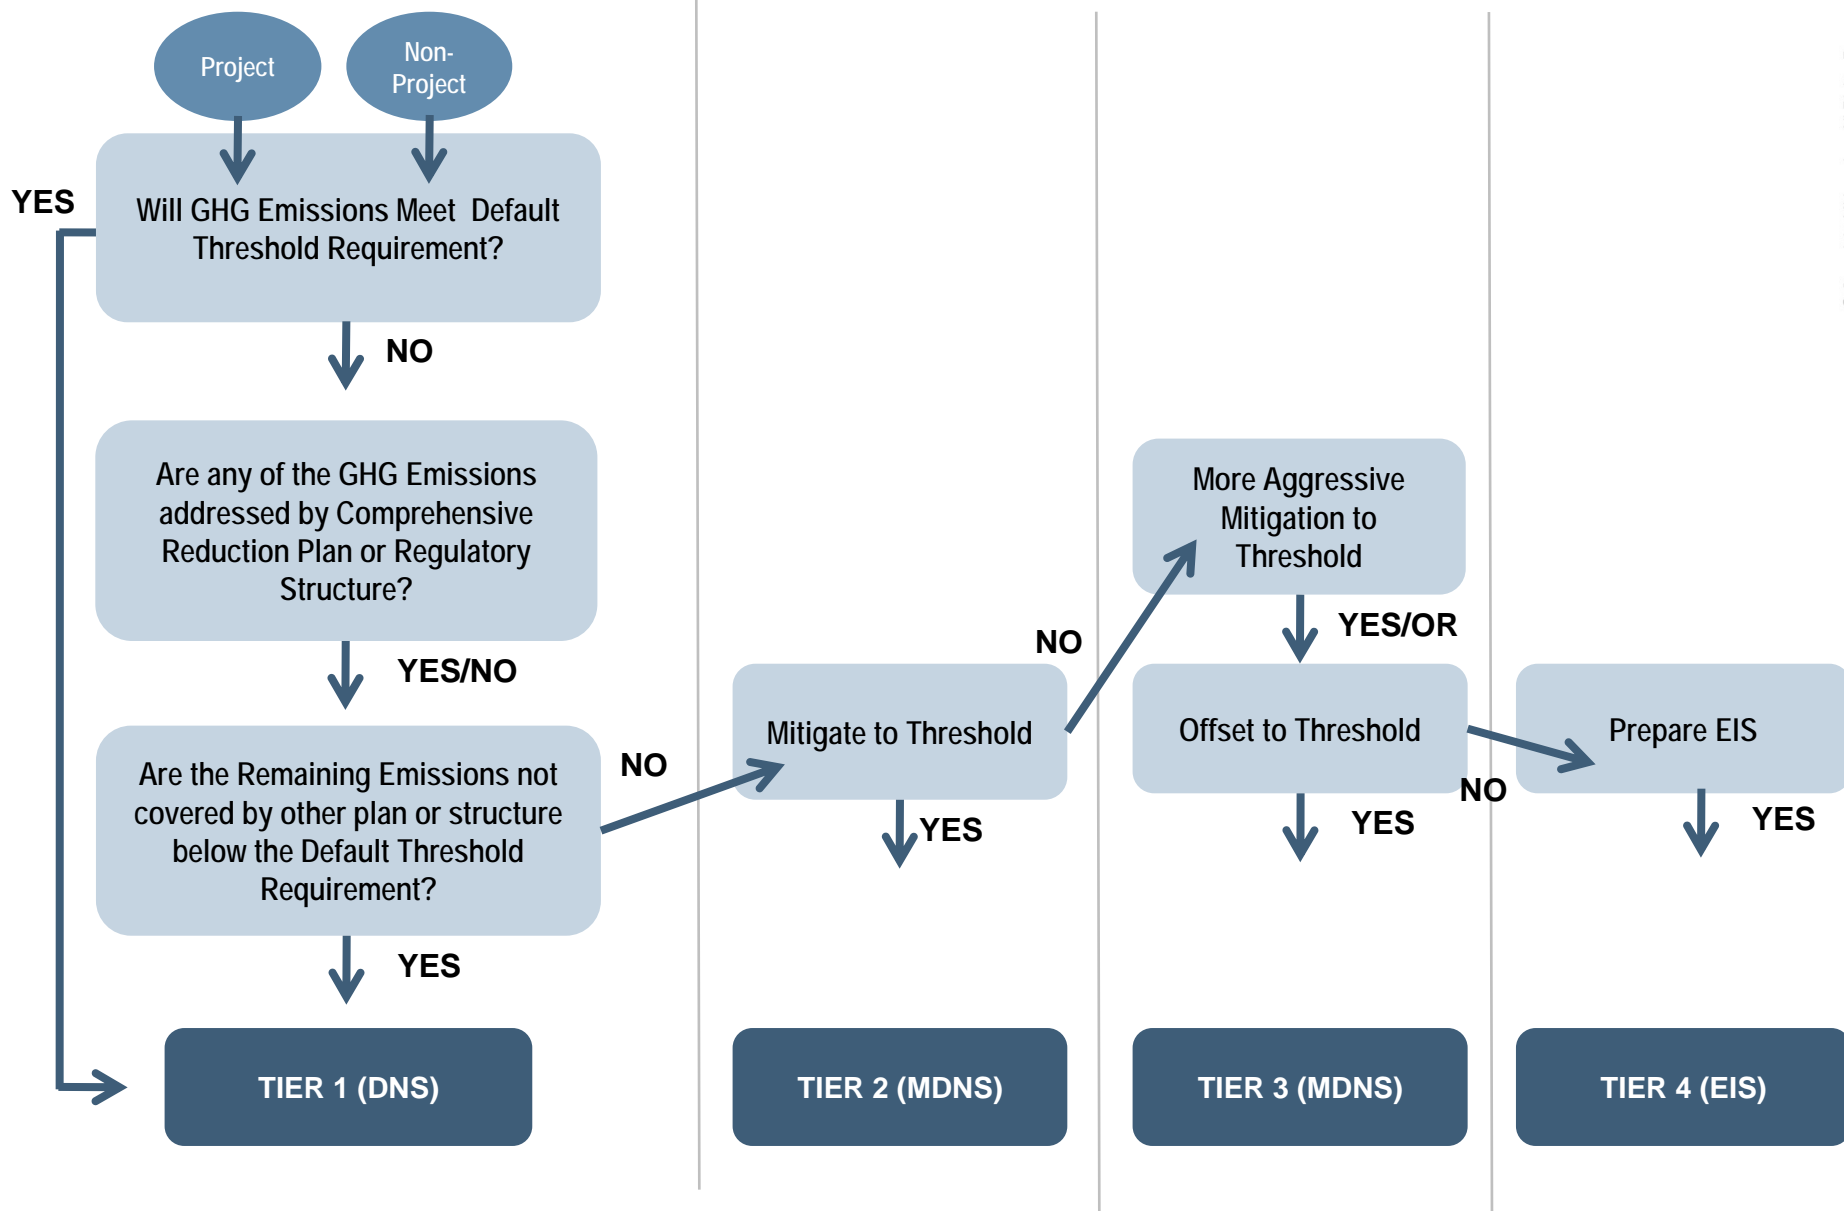 Project
Non-
Project
YES
Will GHG Emissions Meet Default
Threshold Requirement?
NO
Are any of the GHG Emissions
addressed by Comprehensive
Reduction Plan or Regulatory
Structure?
YES/NO
Are the Remaining Emissions not
covered by other plan or structure
below the Default Threshold
Requirement?
NO
YES
TIER 1 (DNS)
Mitigate to Threshold
NO
YES
TIER 2 (MDNS)
More Aggressive
Mitigation to
Threshold
YES/OR
Offset to Threshold
NO
YES
TIER 3 (MDNS)
Prepare EIS
YES
TIER 4 (EIS)